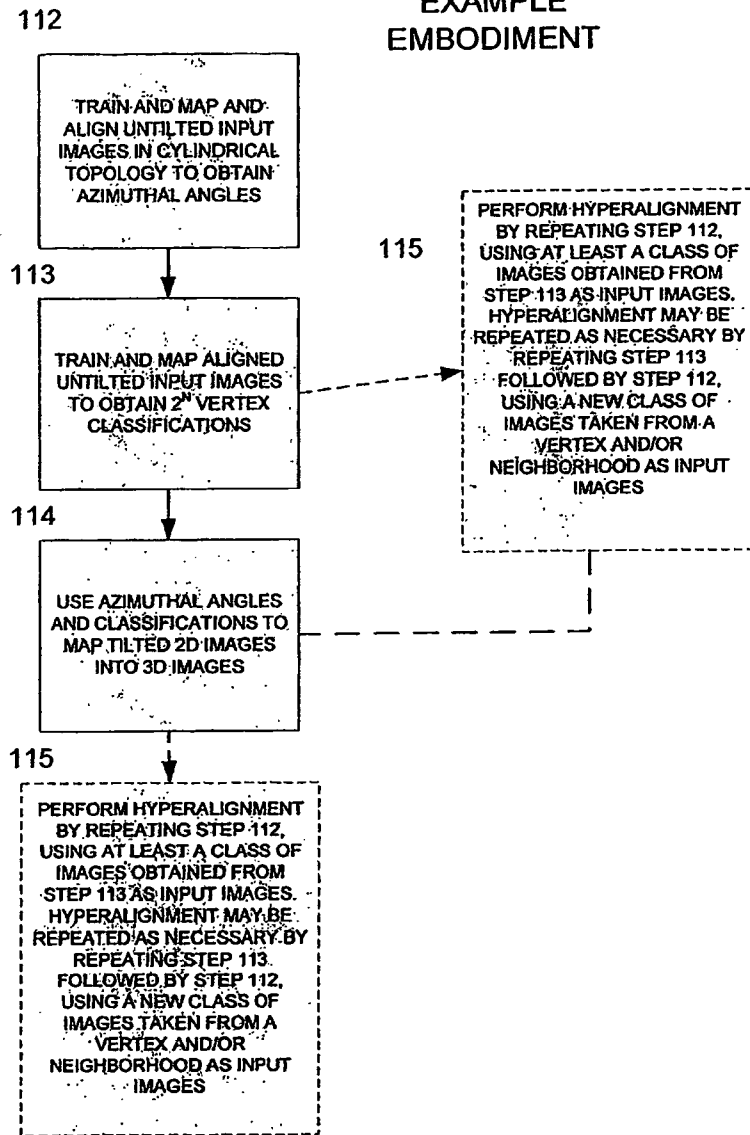 EXAMPLE
EMBODIMENT
112
TRAIN AND MAP AND
ALIGN UNTILTED INPUT
IMAGES IN CYLINDRICAL
TOPOLOGY TO OBTAIN
AZIMUTHAL ANGLES
113
TRAIN AND MAP ALIGNED
UNTILTED INPUT IMAGES
TO OBTAIN 2ᴺ VERTEX
CLASSIFICATIONS
115
PERFORM HYPERALIGNMENT
BY REPEATING STEP 112,
USING AT LEAST A CLASS OF
IMAGES OBTAINED FROM
STEP 113 AS INPUT IMAGES.
HYPERALIGNMENT MAY BE
REPEATED AS NECESSARY BY
REPEATING STEP 113
FOLLOWED BY STEP 112,
USING A NEW CLASS OF
IMAGES TAKEN FROM A
VERTEX AND/OR
NEIGHBORHOOD AS INPUT
IMAGES
114
USE AZIMUTHAL ANGLES
AND CLASSIFICATIONS TO
MAP TILTED 2D IMAGES
INTO 3D IMAGES
115
PERFORM HYPERALIGNMENT
BY REPEATING STEP 112,
USING AT LEAST A CLASS OF
IMAGES OBTAINED FROM
STEP 113 AS INPUT IMAGES.
HYPERALIGNMENT MAY BE
REPEATED AS NECESSARY BY
REPEATING STEP 113
FOLLOWED BY STEP 112,
USING A NEW CLASS OF
IMAGES TAKEN FROM A
VERTEX AND/OR
NEIGHBORHOOD AS INPUT
IMAGES